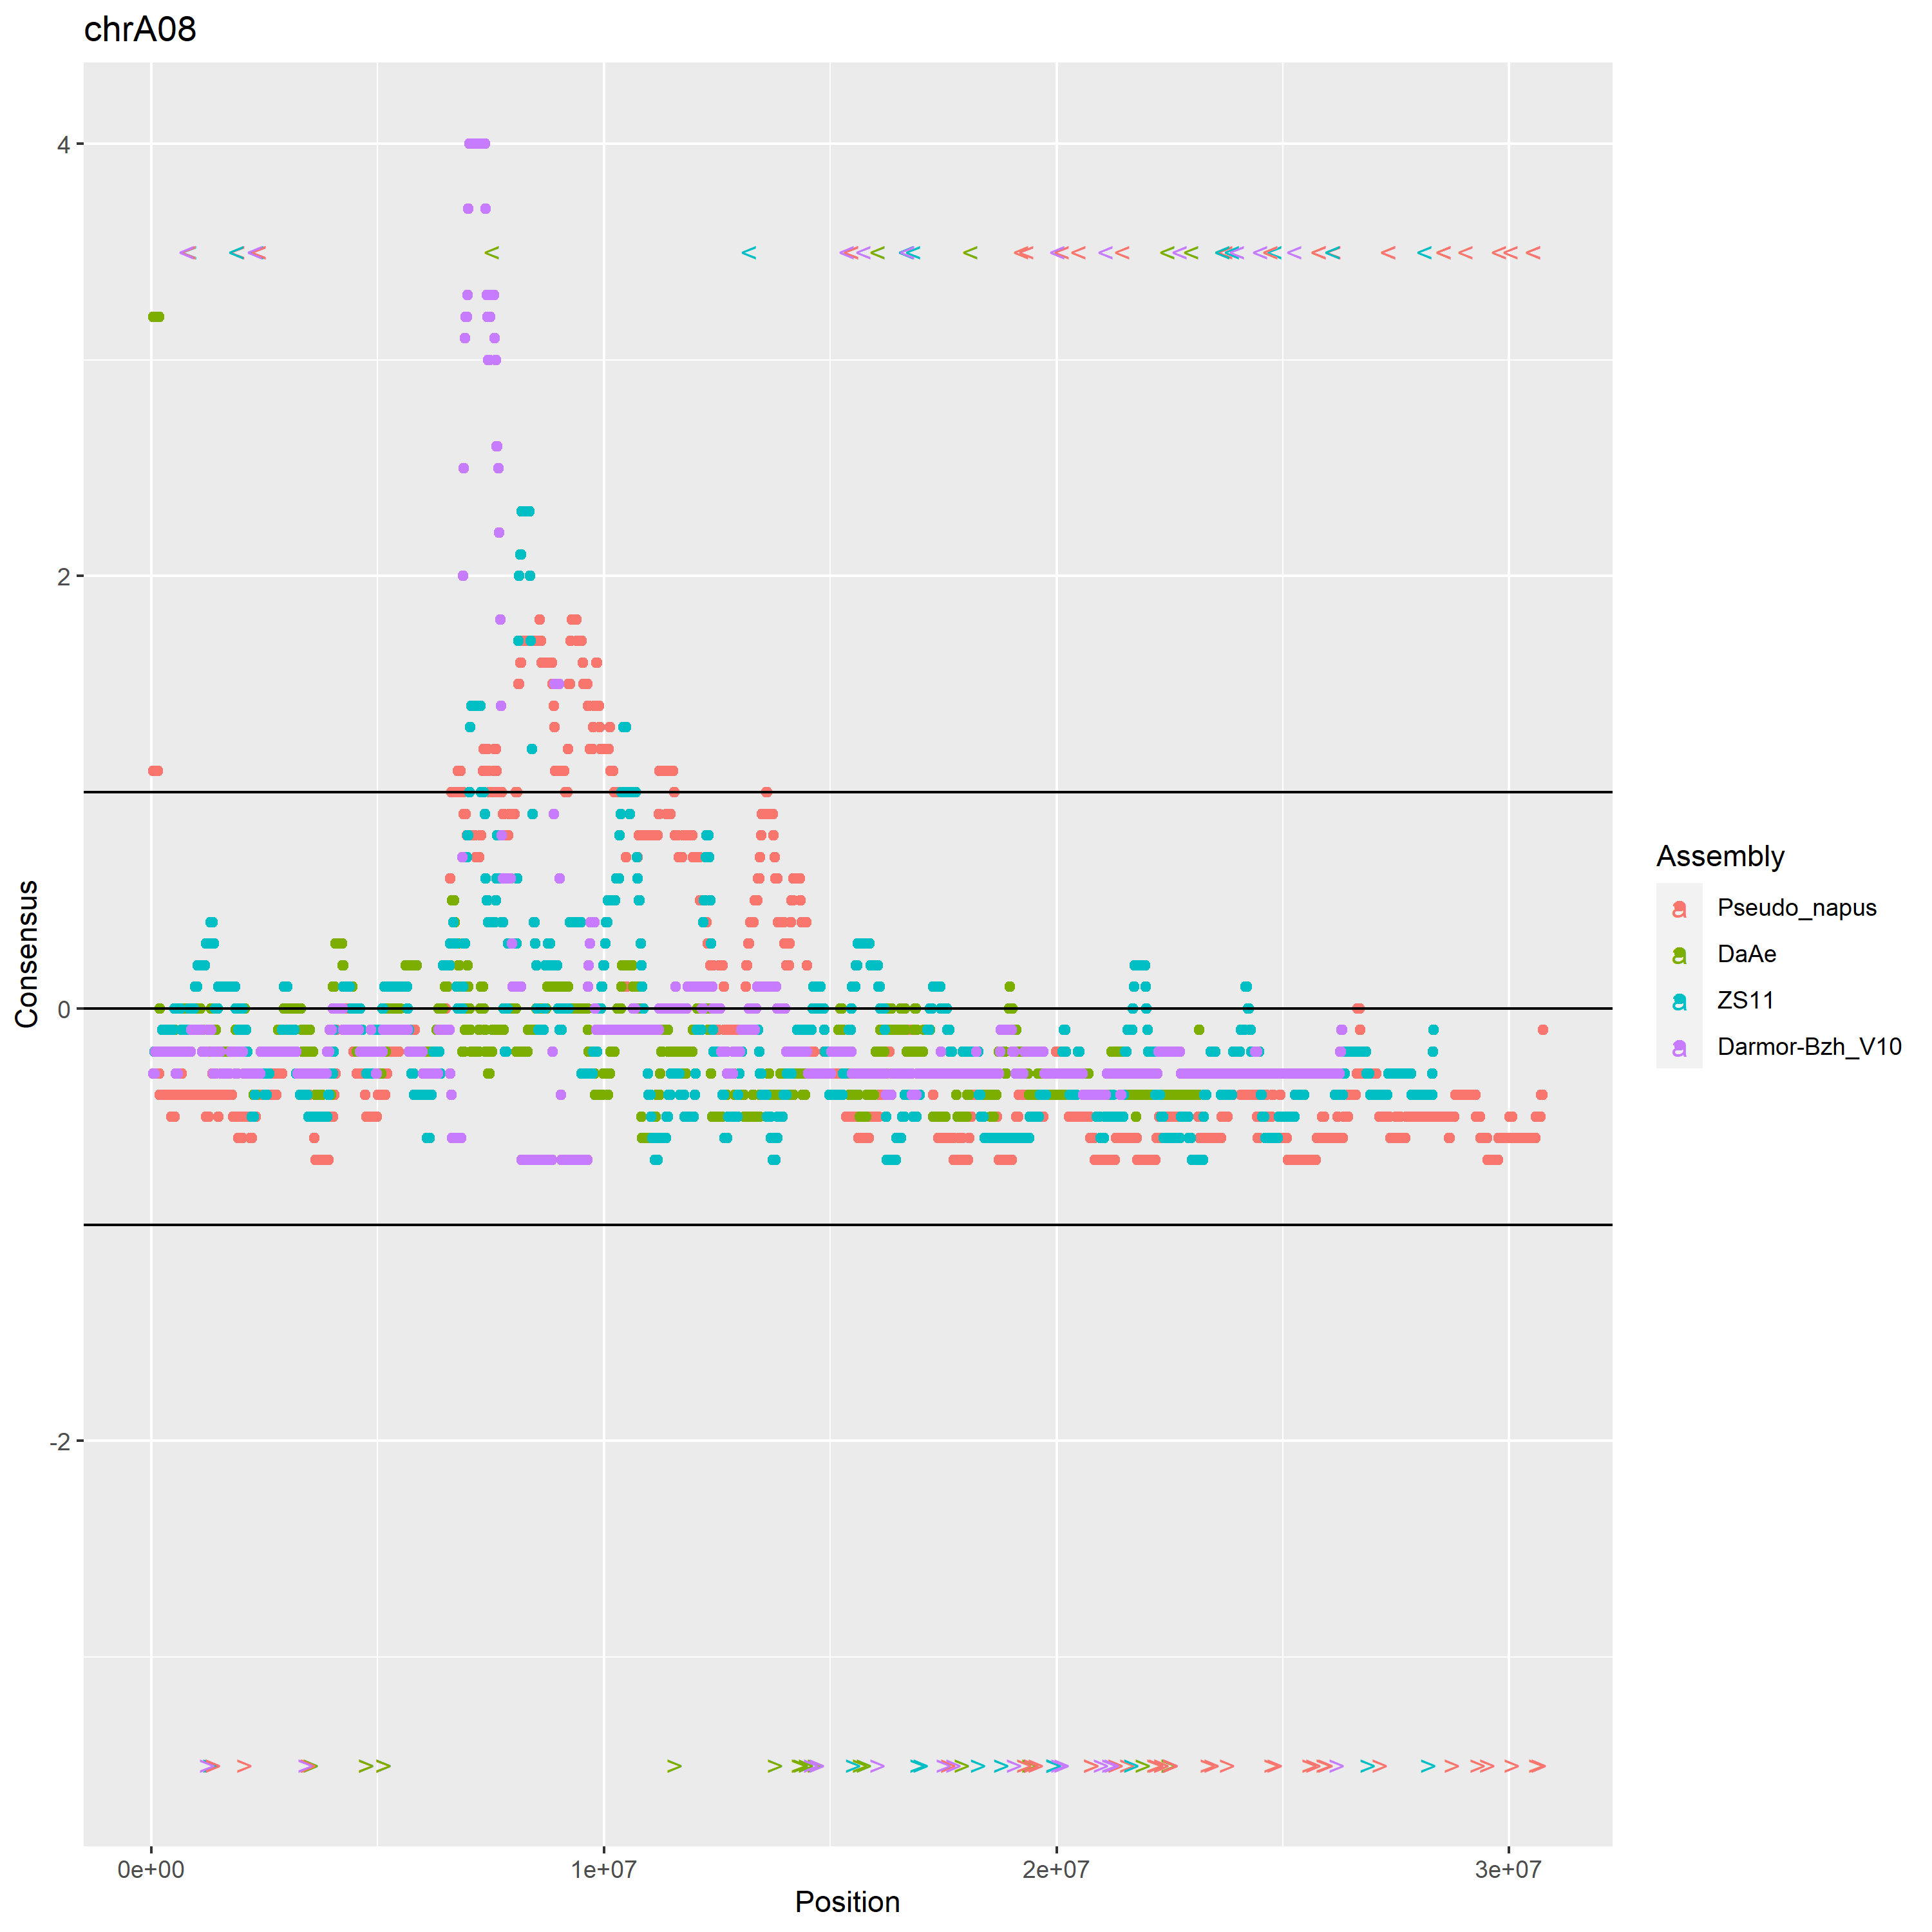 chrA08
4
2
0
-2
Consensus
0e+00
1e+07
2e+07
3e+07
Position
Assembly
a Pseudo_napus
a DaAe
a ZS11
a Darmor-Bzh_V10